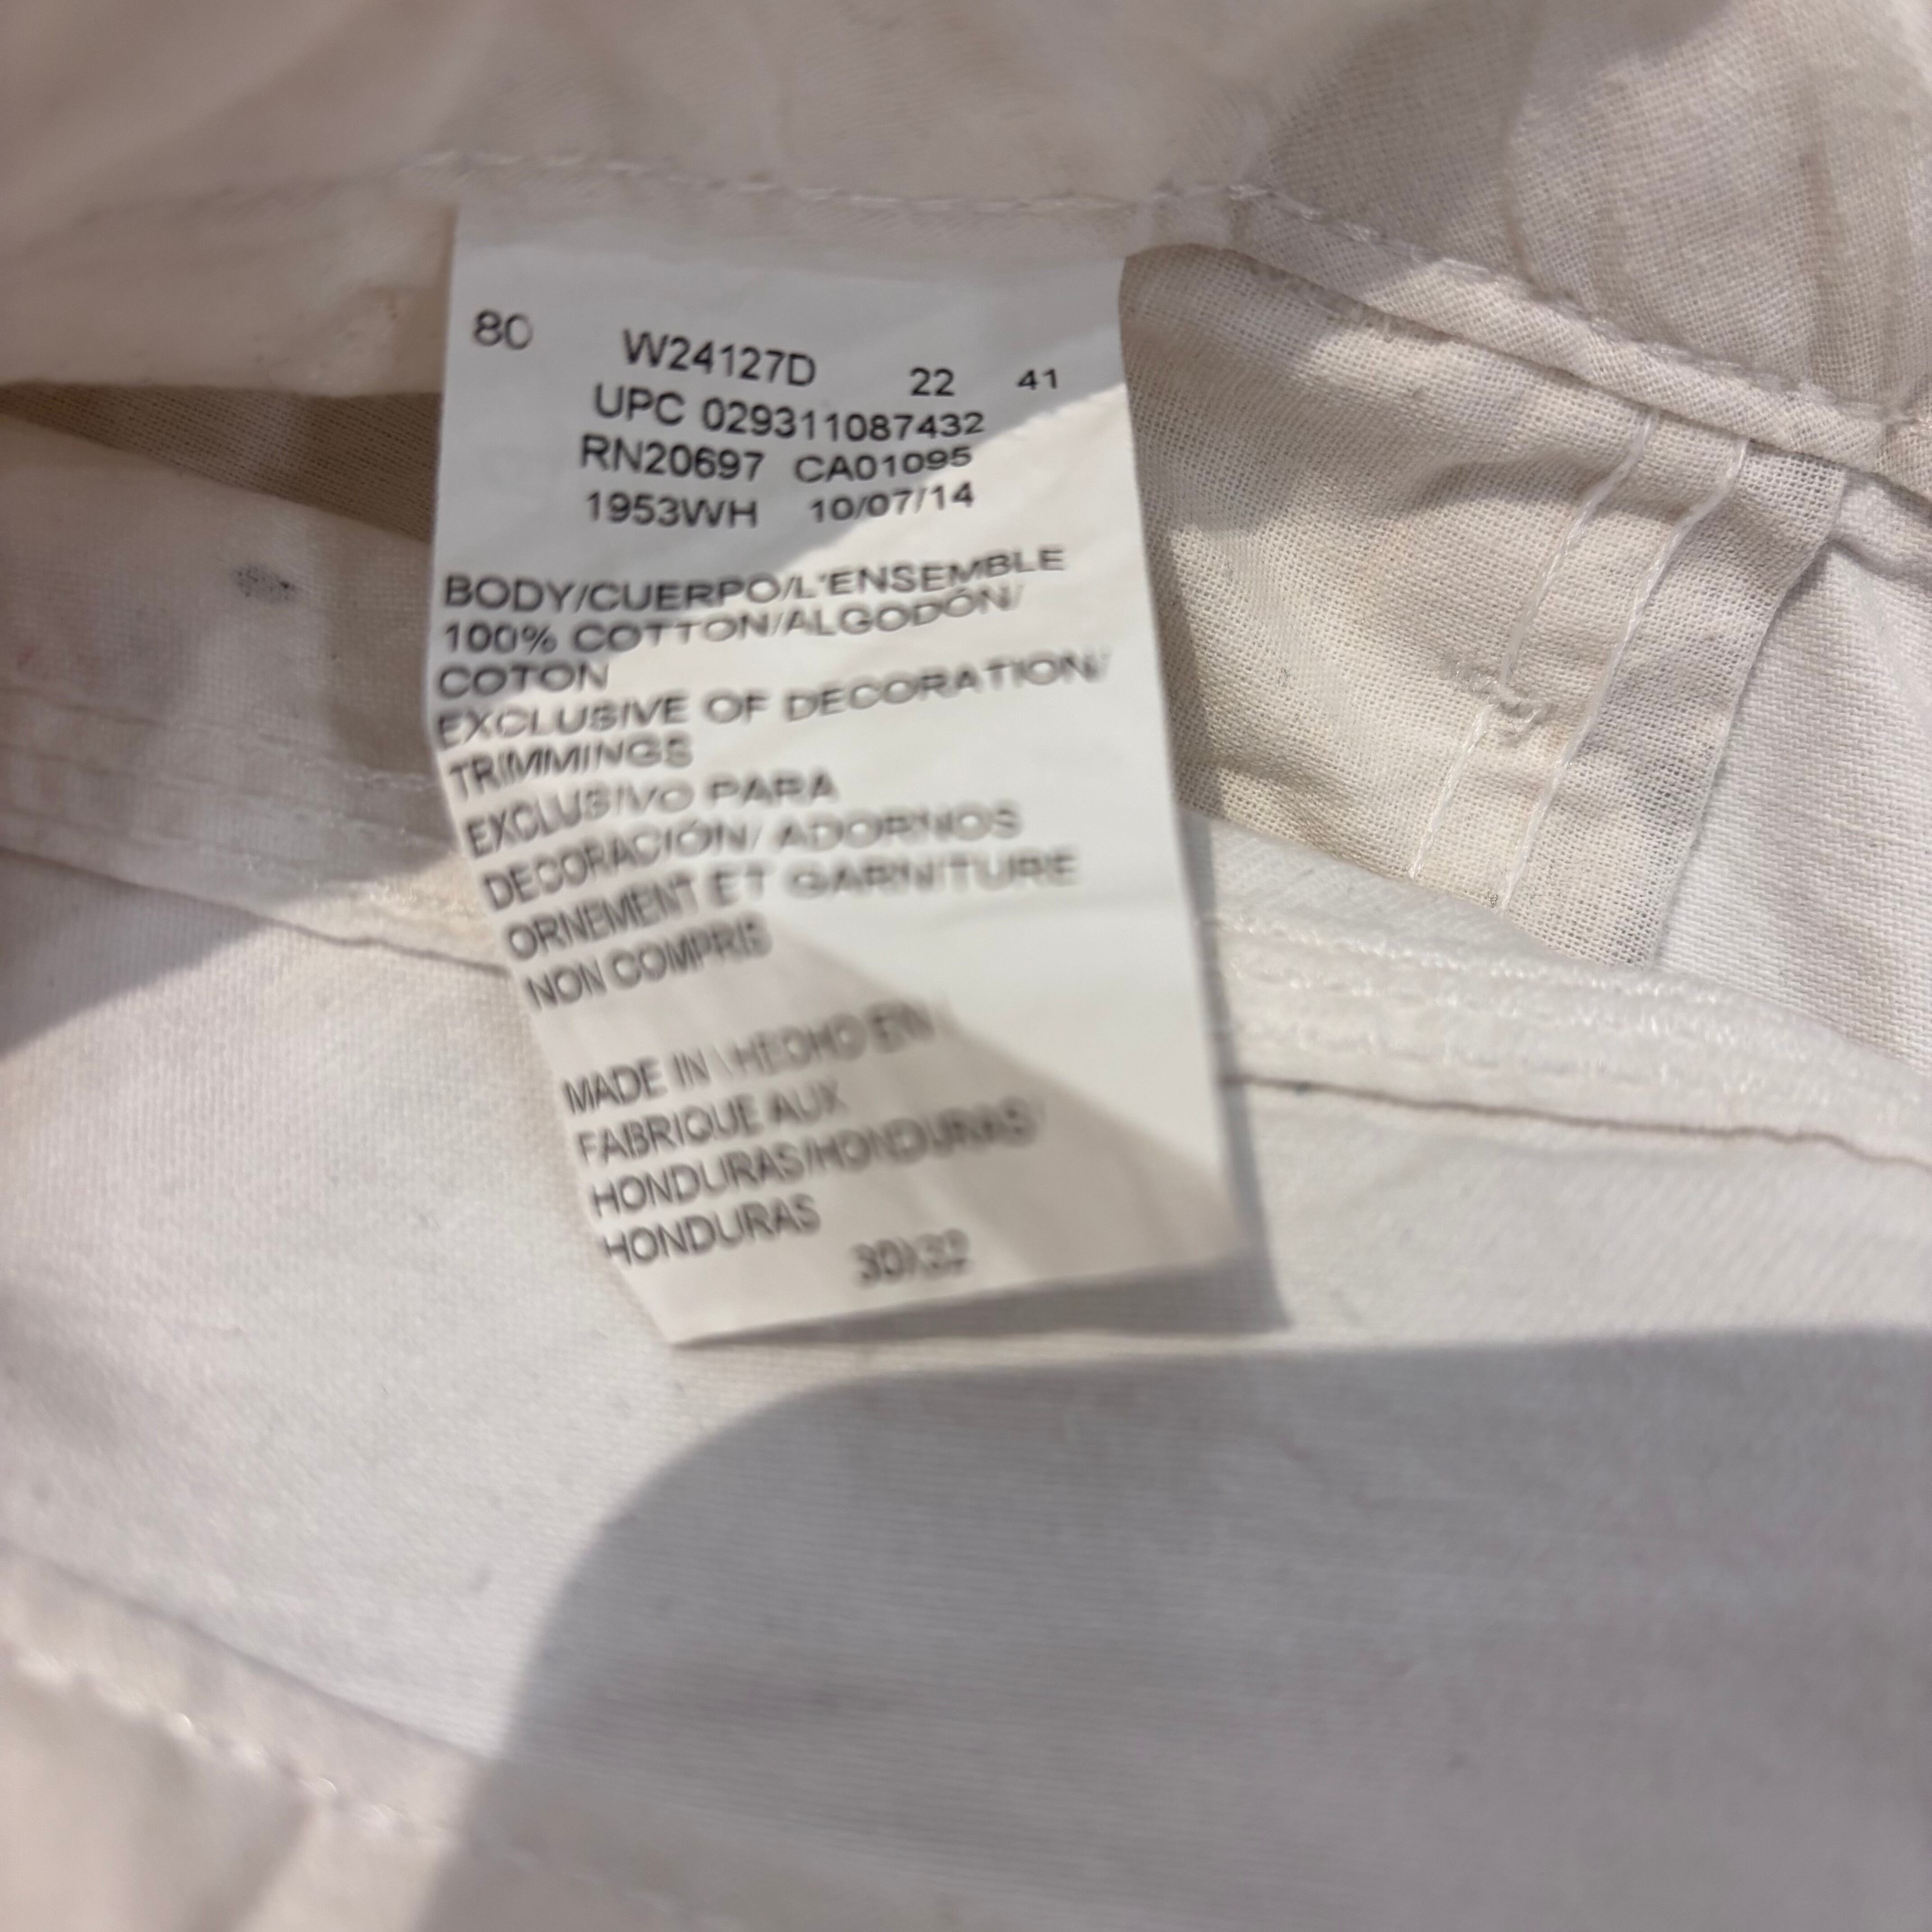 80 W24127D 22 41
UPC 029311087432
RN20697 CA01095
1953WH 10/07/14
BODY/CUERPO/L'ENSEMBLE
100% COTTON/ALGODÓN/
COTON
EXCLUSIVE OF DECORATION/
TRIMMINGS
EXCLUSIVO PARA
DECORACIÓN/ ADORNOS
ORNEMENT ET GARNITURE
NON COMPRIS
MADE IN \ HECHO EN \
FABRIQUE AUX
HONDURAS/HONDURAS/
HONDURAS
30X32